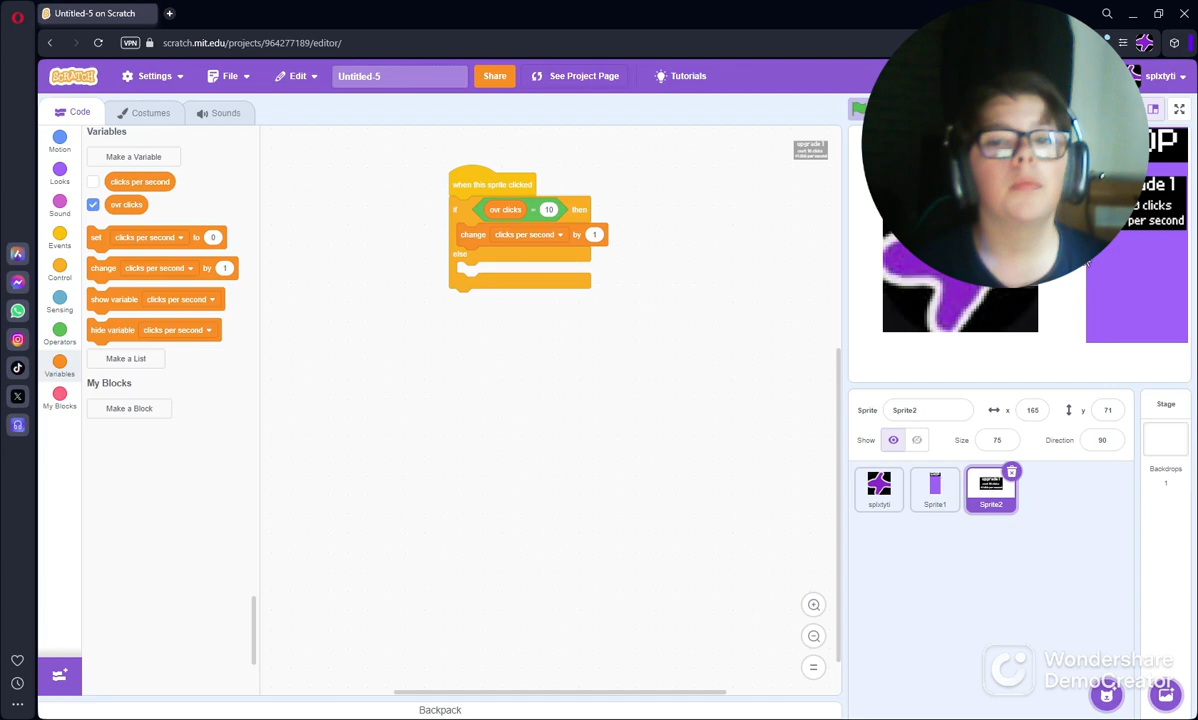 Untitled-5 on Scratch
VPN
scratch.mit.edu/projects/964277189/editor/
SCRATCH
Settings
File
Edit
Untitled-5
Share
See Project Page
Tutorials
splxtyti
Code
Costumes
Sounds
Motion
Looks
Sound
Events
Control
Sensing
Operators
Variables
My Blocks
Variables
Make a Variable
clicks per second
ovr clicks
set clicks per second to 0
change clicks per second by 1
show variable clicks per second
hide variable clicks per second
Make a List
My Blocks
Make a Block
when this sprite clicked
if ovr clicks = 10 then
change clicks per second by 1
else
upgrade 1
per second
Sprite
Sprite2
x
165
y
71
Show
Size
75
Direction
90
splxtyti
Sprite1
Sprite2
Stage
Backdrops
1
Backpack
Wondershare
DemoCreator